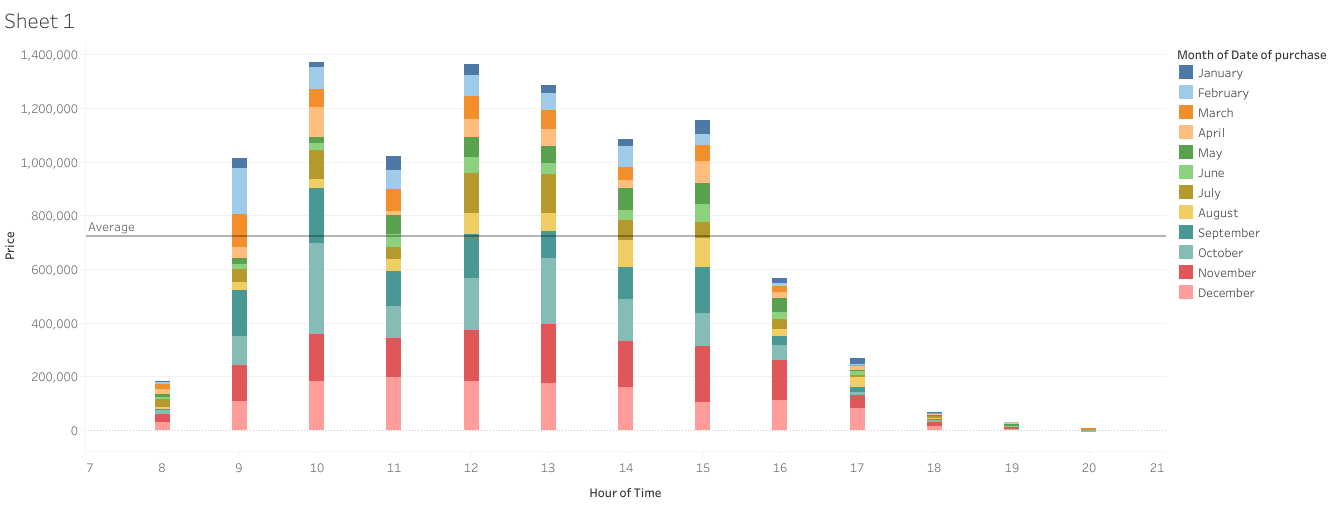 Sheet 1
Month of Date of purchase
January
February
March
April
May
June
July
August
September
October
November
December
1,400,000
1,200,000
1,000,000
800,000
Average
600,000
400,000
200,000
0
Price
7 8 9 10 11 12 13 14 15 16 17 18 19 20 21
Hour of Time